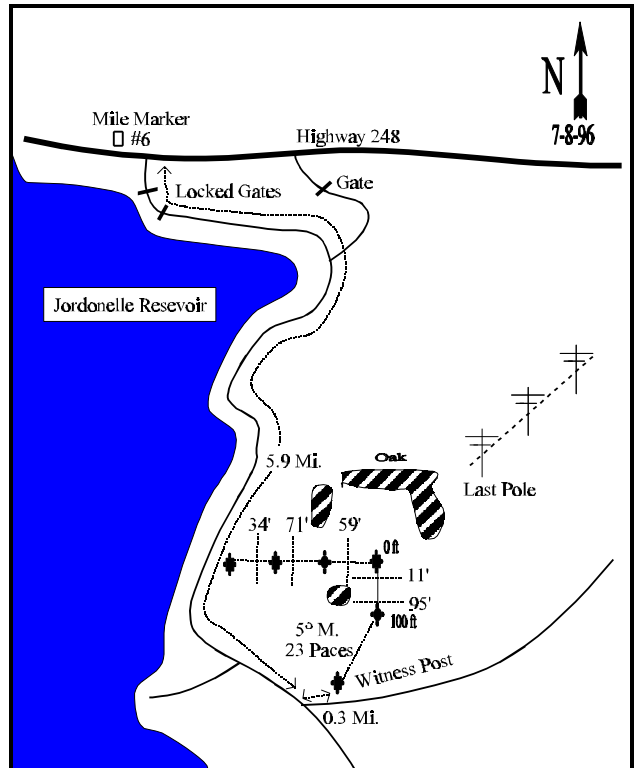 N
7-8-96
Mile Marker
#6
Highway 248
Locked Gates
Gate
Jordonelle Resevoir
5.9 Mi.
Oak
Last Pole
34' 71' 59'
0 ft
11'
95'
100 ft
5° M.
23 Paces
Witness Post
0.3 Mi.